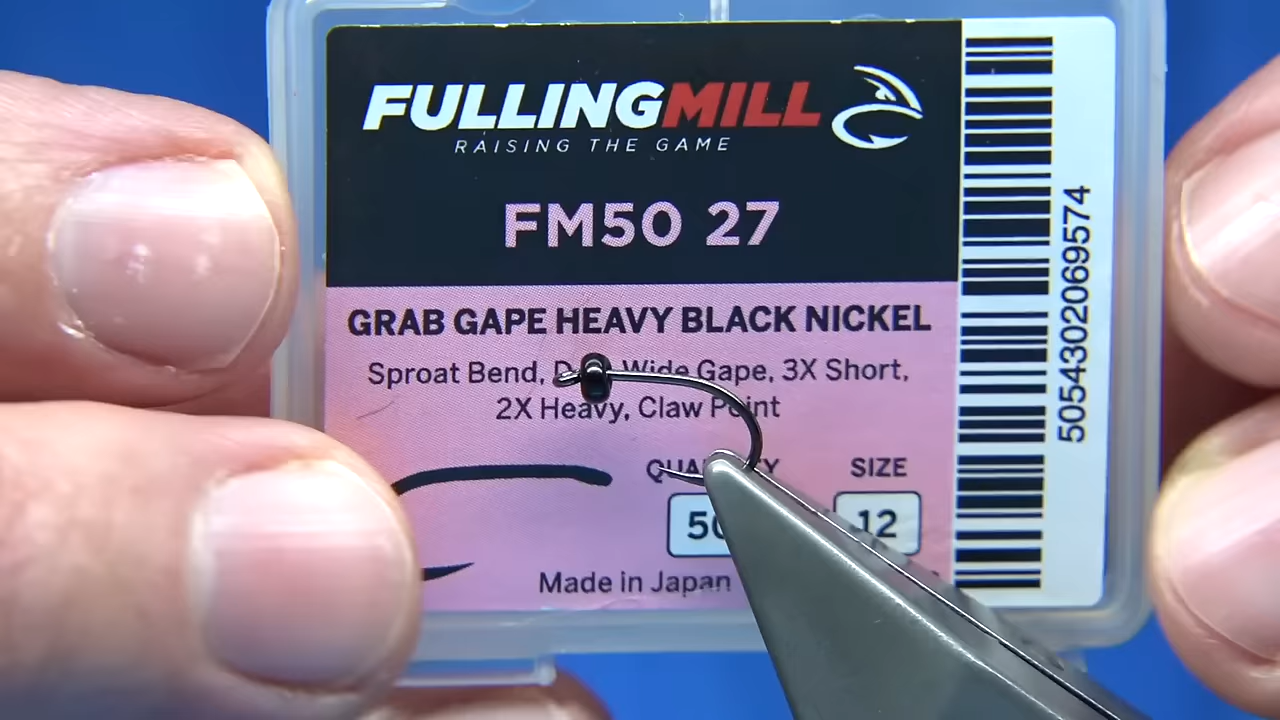 FULLINGMILL
RAISING THE GAME
FM50 27
GRAB GAPE HEAVY BLACK NICKEL
Sproat Bend, Wide Gape, 3X Short,
2X Heavy, Claw Point
SIZE
12
Made in Japan
5054302069574